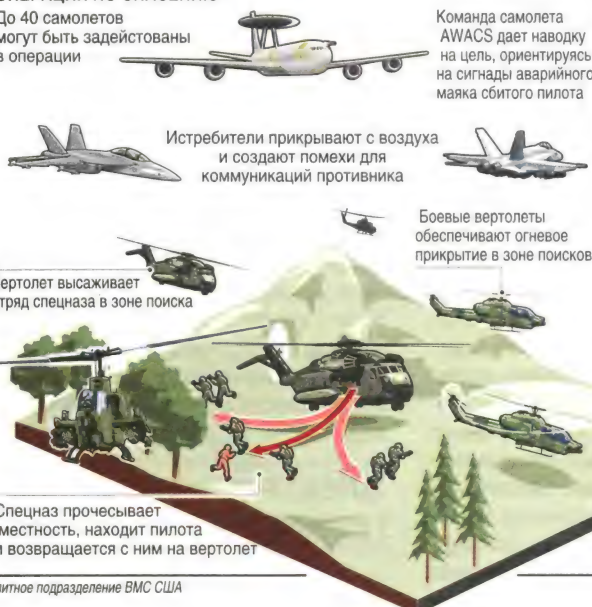 До 40 самолетов
могут быть задейстованы
в операции
Команда самолета
AWACS дает наводку
на цель, ориентируясь
на сигнады аварийного
маяка сбитого пилота
Истребители прикрывают с воздуха
и создают помехи для
коммуникаций противника
Боевые вертолеты
обеспечивают огневое
прикрытие в зоне поисков
ертолет высаживает
тряд спецназа в зоне поиска
Спецназ прочесывает
местность, находит пилота
и возвращается с ним на вертолет
итное подразделение ВМС США